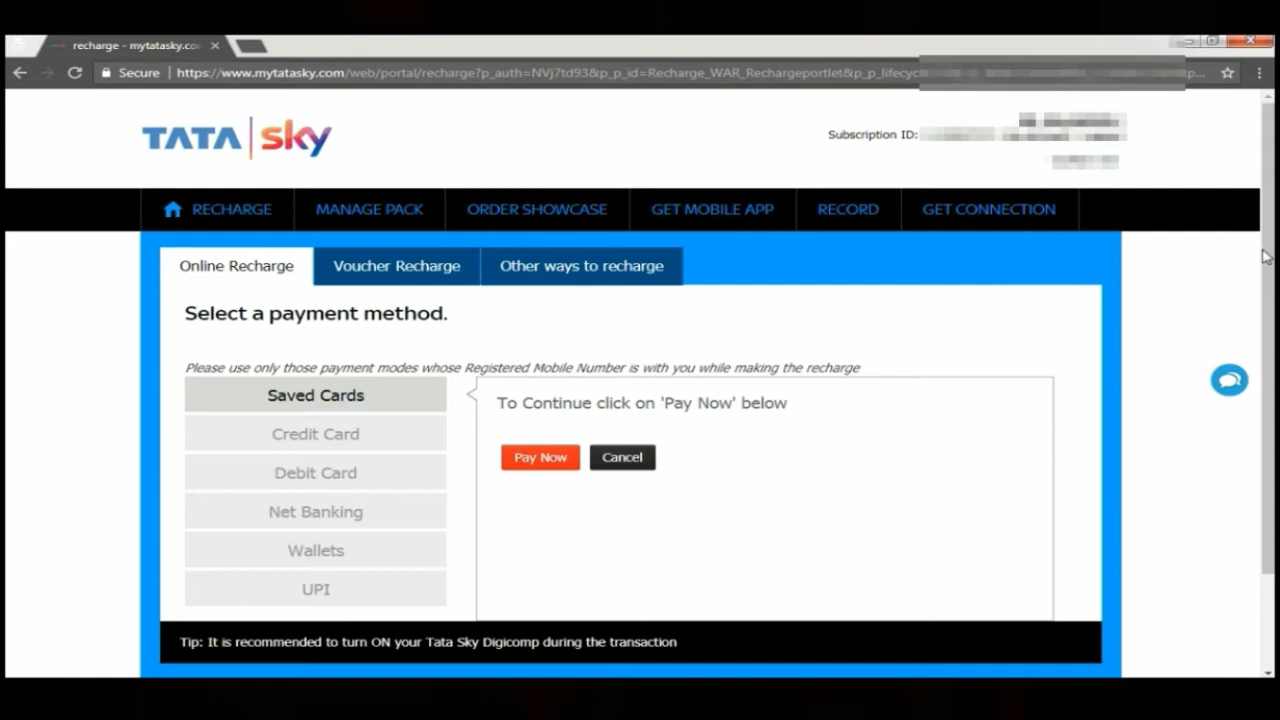 recharge - mytatasky.co
Secure
https://www.mytatasky.com/web/portal/recharge?p_auth=NVj7td93&p_p_id=Recharge_WAR_Rechargeportlet&p_p_lifecyc
TATA sky
Subscription ID:
RECHARGE MANAGE PACK ORDER SHOWCASE GET MOBILE APP RECORD GET CONNECTION
Online Recharge Voucher Recharge Other ways to recharge
Select a payment method.
Please use only those payment modes whose Registered Mobile Number is with you while making the recharge
Saved Cards
To Continue click on 'Pay Now' below
Credit Card
Pay Now Cancel
Debit Card
Net Banking
Wallets
UPI
Tip: It is recommended to turn ON your Tata Sky Digicomp during the transaction